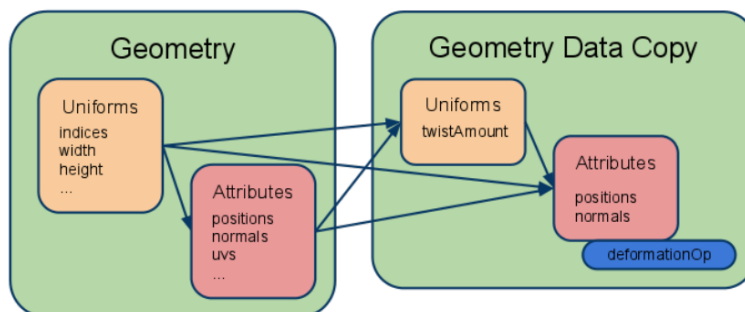 Geometry
Uniforms
indices
width
height
...
Attributes
positions
normals
uvs
...
Geometry Data Copy
Uniforms
twistAmount
Attributes
positions
normals
deformationOp